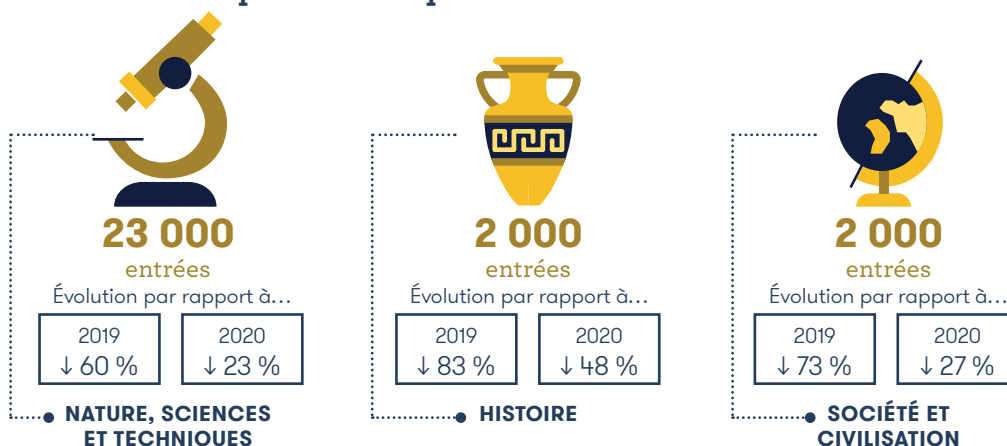 23 000
entrées
Évolution par rapport à...
2019
↓ 60 %
2020
↓ 23 %
NATURE, SCIENCES
ET TECHNIQUES
2 000
entrées
Évolution par rapport à...
2019
↓ 83 %
2020
↓ 48 %
HISTOIRE
2 000
entrées
Évolution par rapport à...
2019
↓ 73 %
2020
↓ 27 %
SOCIÉTÉ ET
CIVILISATION